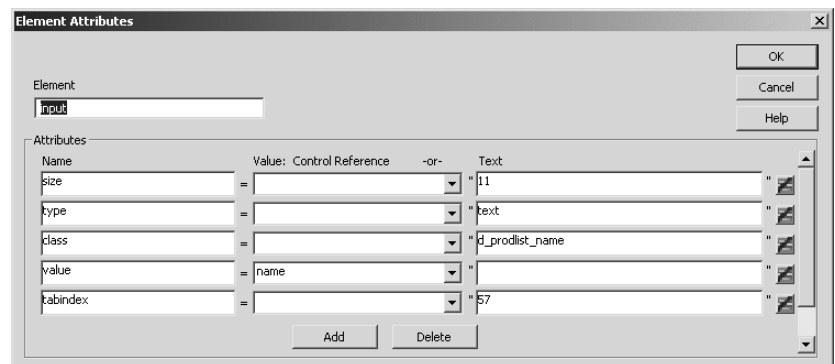 Element Attributes
OK
Element
Cancel
input
Help
Attributes
Name Value: Control Reference -or- Text
size = " 11 "
type = " text "
class = " d_prodlist_name "
value = name " "
tabindex = " 57 "
Add Delete